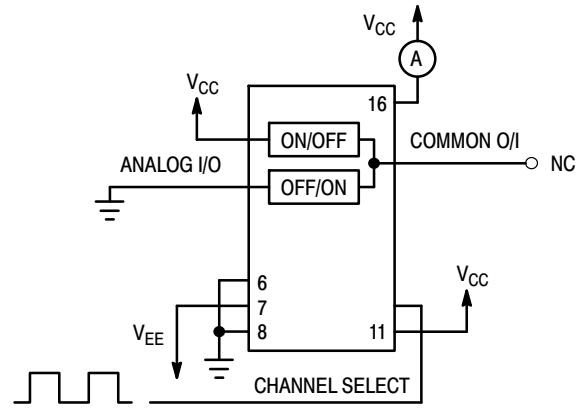 VCC
A
16
VCC
ON/OFF
COMMON O/I
NC
ANALOG I/O
OFF/ON
6
VCC
7
VEE
8
11
CHANNEL SELECT